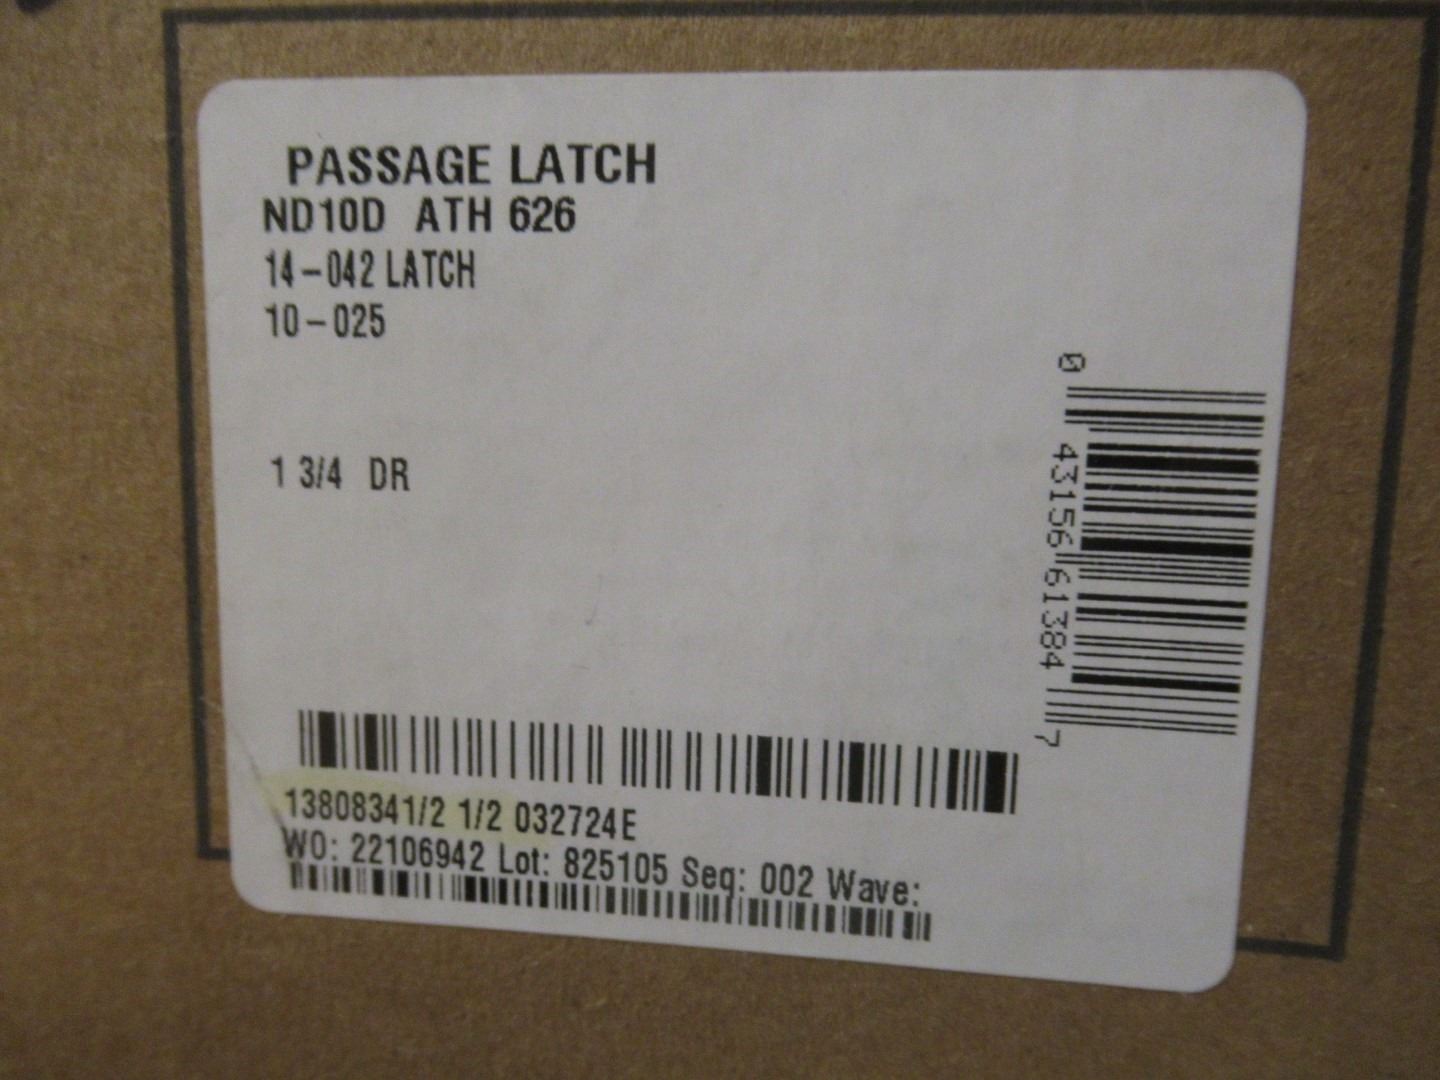 PASSAGE LATCH
ND10D ATH 626
14-042 LATCH
10-025
1 3/4 DR
0 43156 61384 7
13808341/2 1/2 032724E
WO: 22106942 Lot: 825105 Seq: 002 Wave: